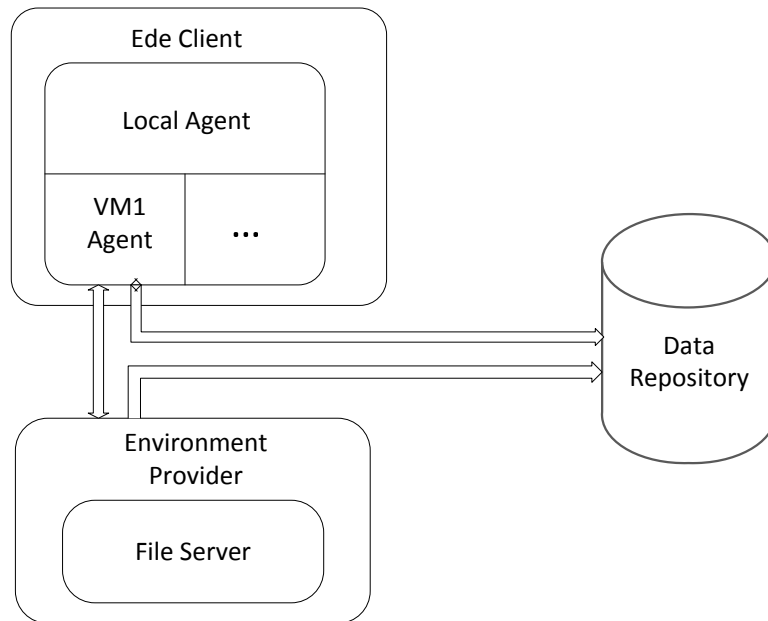 Ede Client
Local Agent
VM1
Agent
...
Data
Repository
Environment
Provider
File Server